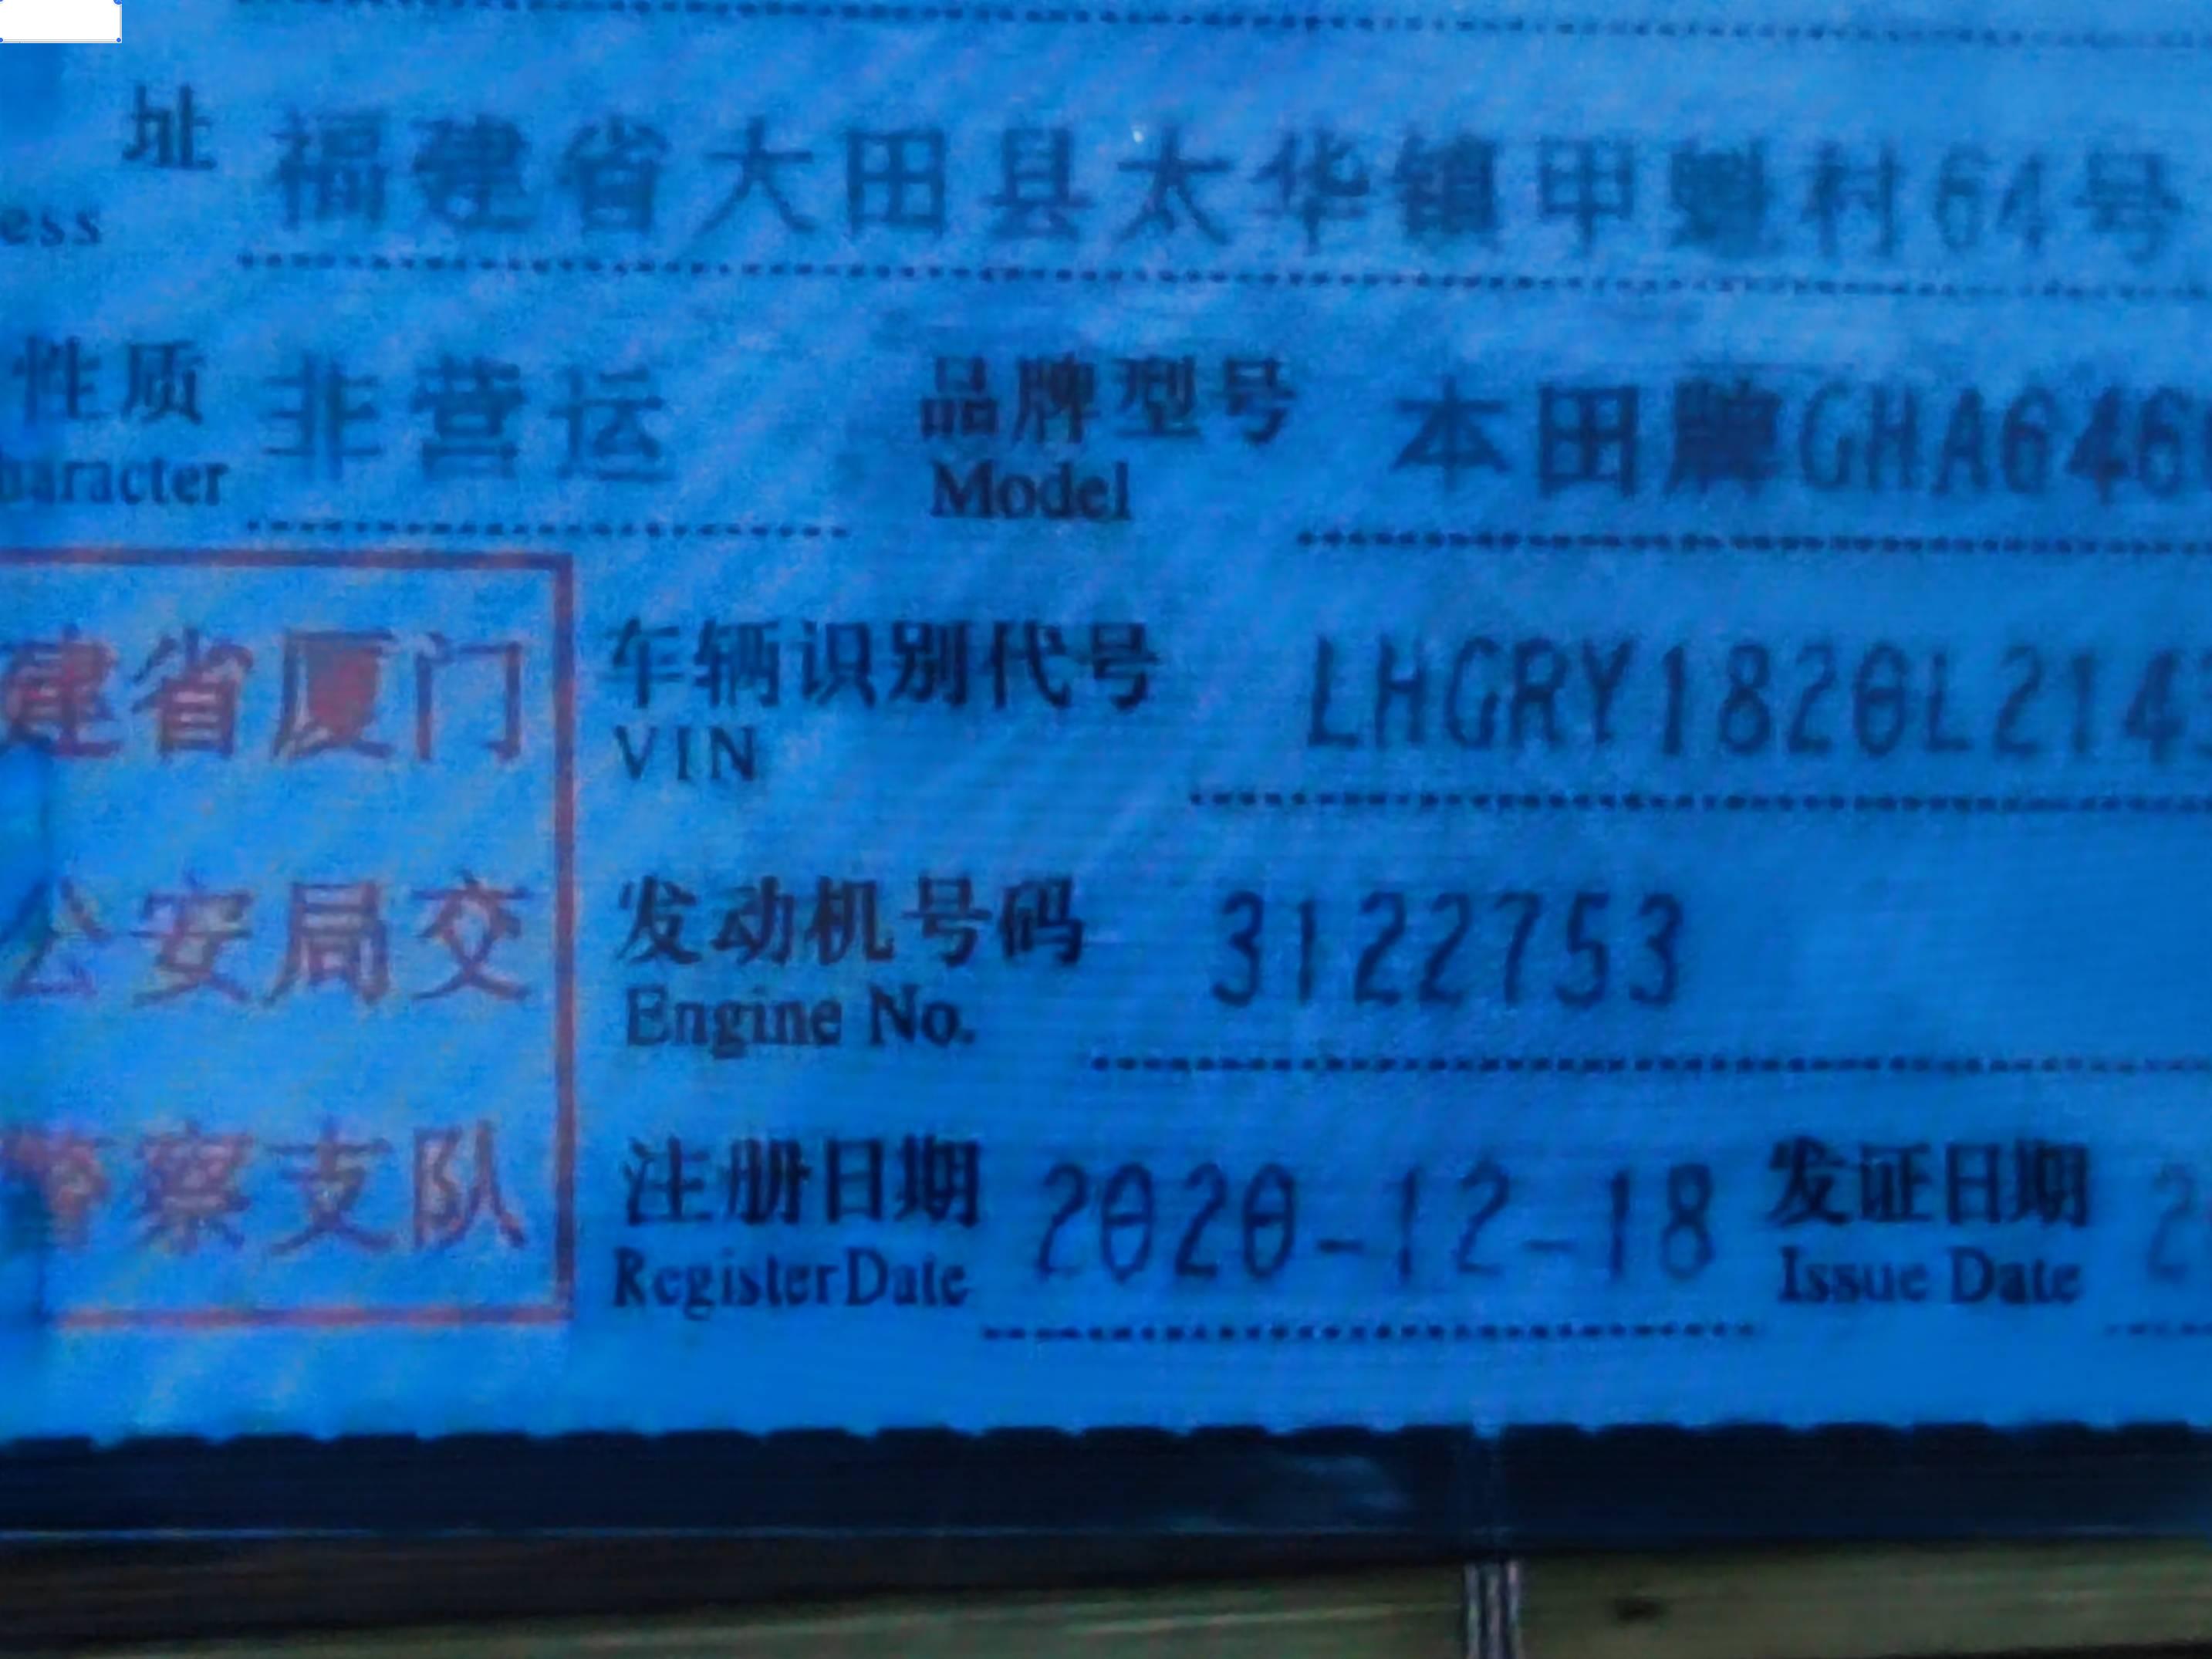 址 福建省大田县太华镇甲魁村64号
ess
性质 非营运 品牌型号 本田牌GHA646
haracter Model
建省厦门 车辆识别代号 LHGRY1820L214
VIN
公安局交 发动机号码 3122753
Engine No.
警察支队 注册日期 2020-12-18 发证日期 2
Register Date Issue Date